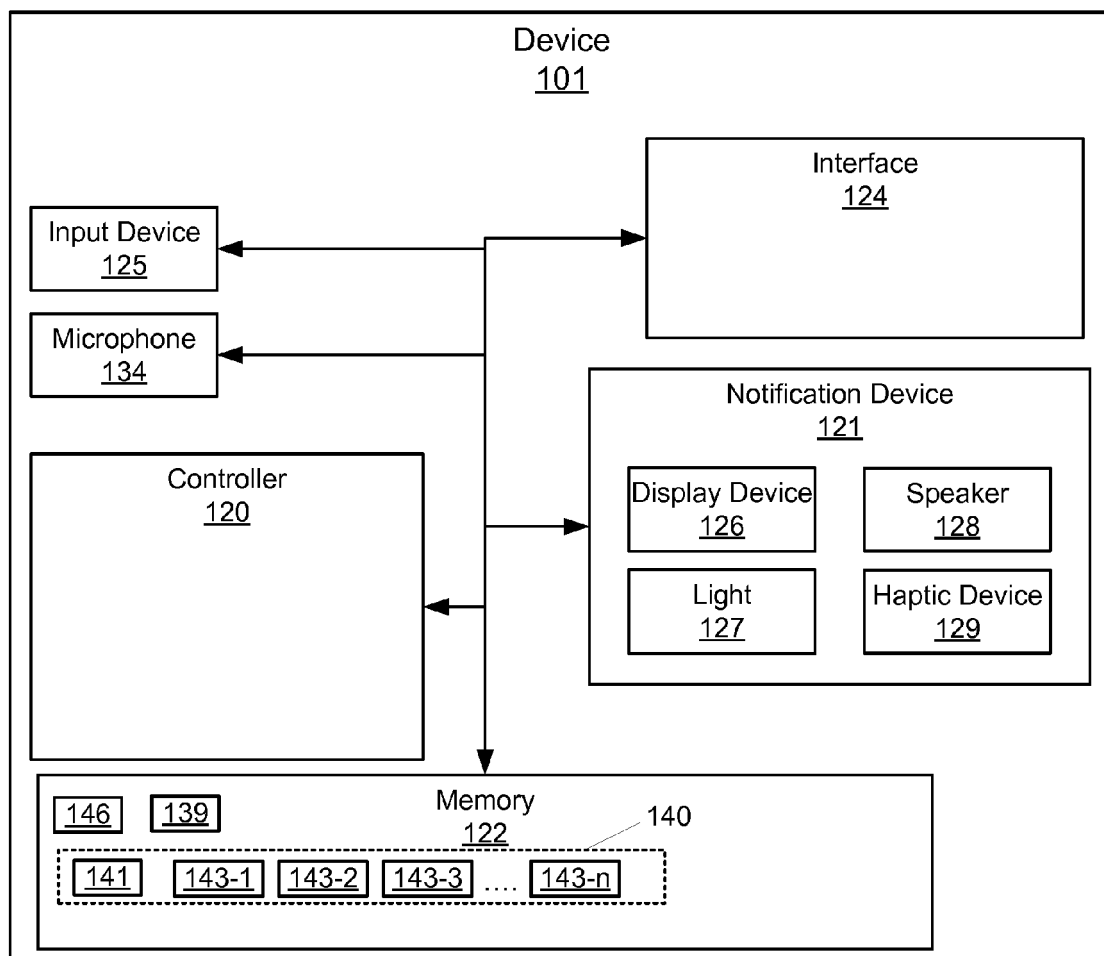 Device
101
Interface
124
Input Device
125
Microphone
134
Notification Device
121
Controller
120
Display Device
126
Speaker
128
Light
127
Haptic Device
129
Memory
122
146
139
140
141 143-1 143-2 143-3 .... 143-n